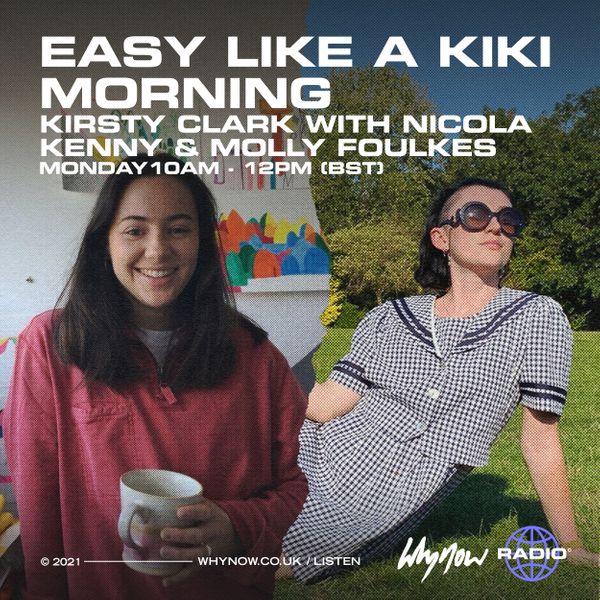 EASY LIKE A KIKI
MORNING
KIRSTY CLARK WITH NICOLA
KENNY & MOLLY FOULKES
MONDAY 10AM - 12PM (BST)
© 2021 WHYNOW.CO.UK / LISTEN
WhyNow RADIO